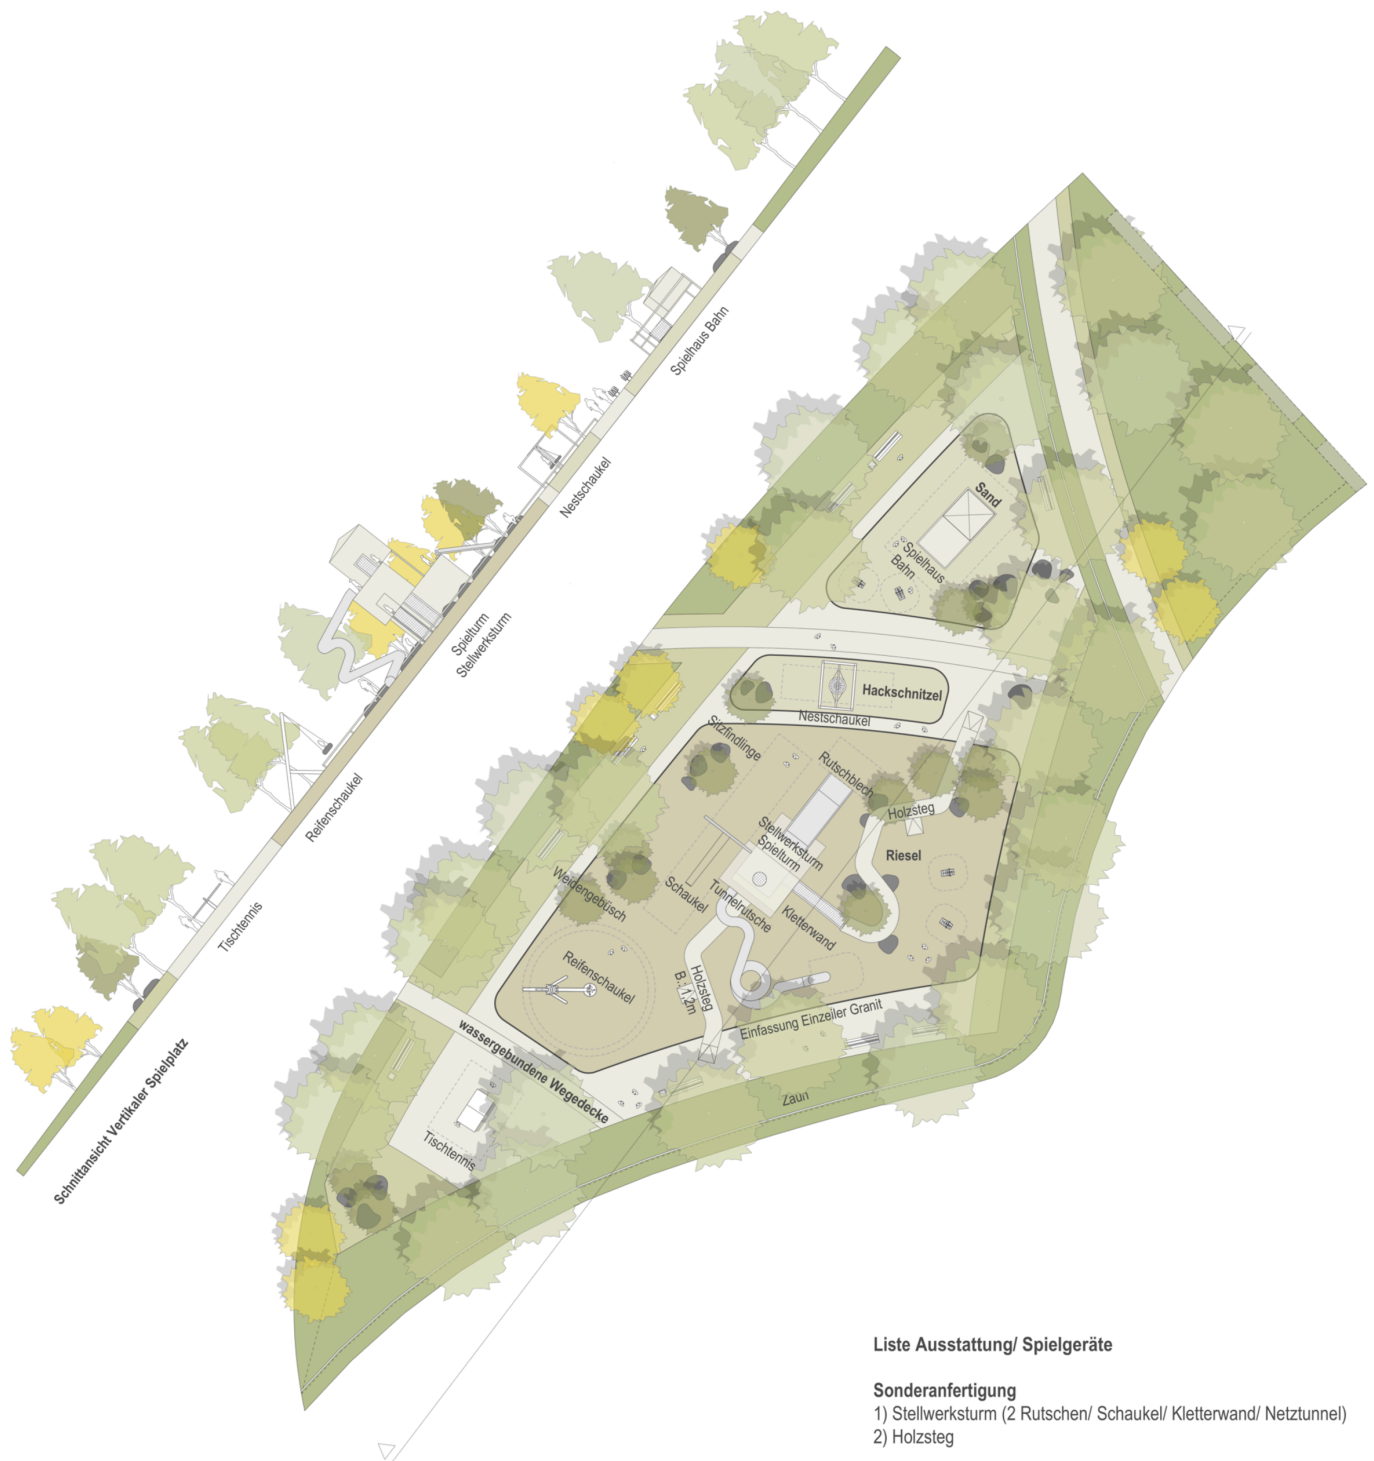 Spielhaus Bahn
Nestschaukel
Spielturm
Stellwerksturm
Reifenschaukel
Tischtennis
Schnittansicht Vertikaler Spielplatz
Sand
Spielhaus
Bahn
Hackschnitzel
Nestschaukel
Sitzfindlinge
Rutschblech
Holzsteg
Stellwerksturm
Spielturm
Riesel
Weidengebüsch
Schaukel
Tunnelrutsche
Kletterwand
Reifenschaukel
Holzsteg
B.: 1,2m
Einfassung Einzeiler Granit
wassergebundene Wegedecke
Zaun
Tischtennis
Liste Ausstattung/ Spielgeräte
Sonderanfertigung
1) Stellwerksturm (2 Rutschen/ Schaukel/ Kletterwand/ Netztunnel)
2) Holzsteg